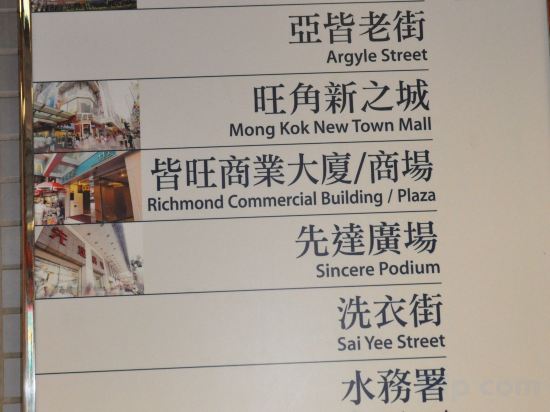 亞皆老街
Argyle Street
旺角新之城
Mong Kok New Town Mall
皆旺商業大廈/商場
Richmond Commercial Building / Plaza
先達廣場
Sincere Podium
洗衣街
Sai Yee Street
水務署
p.com